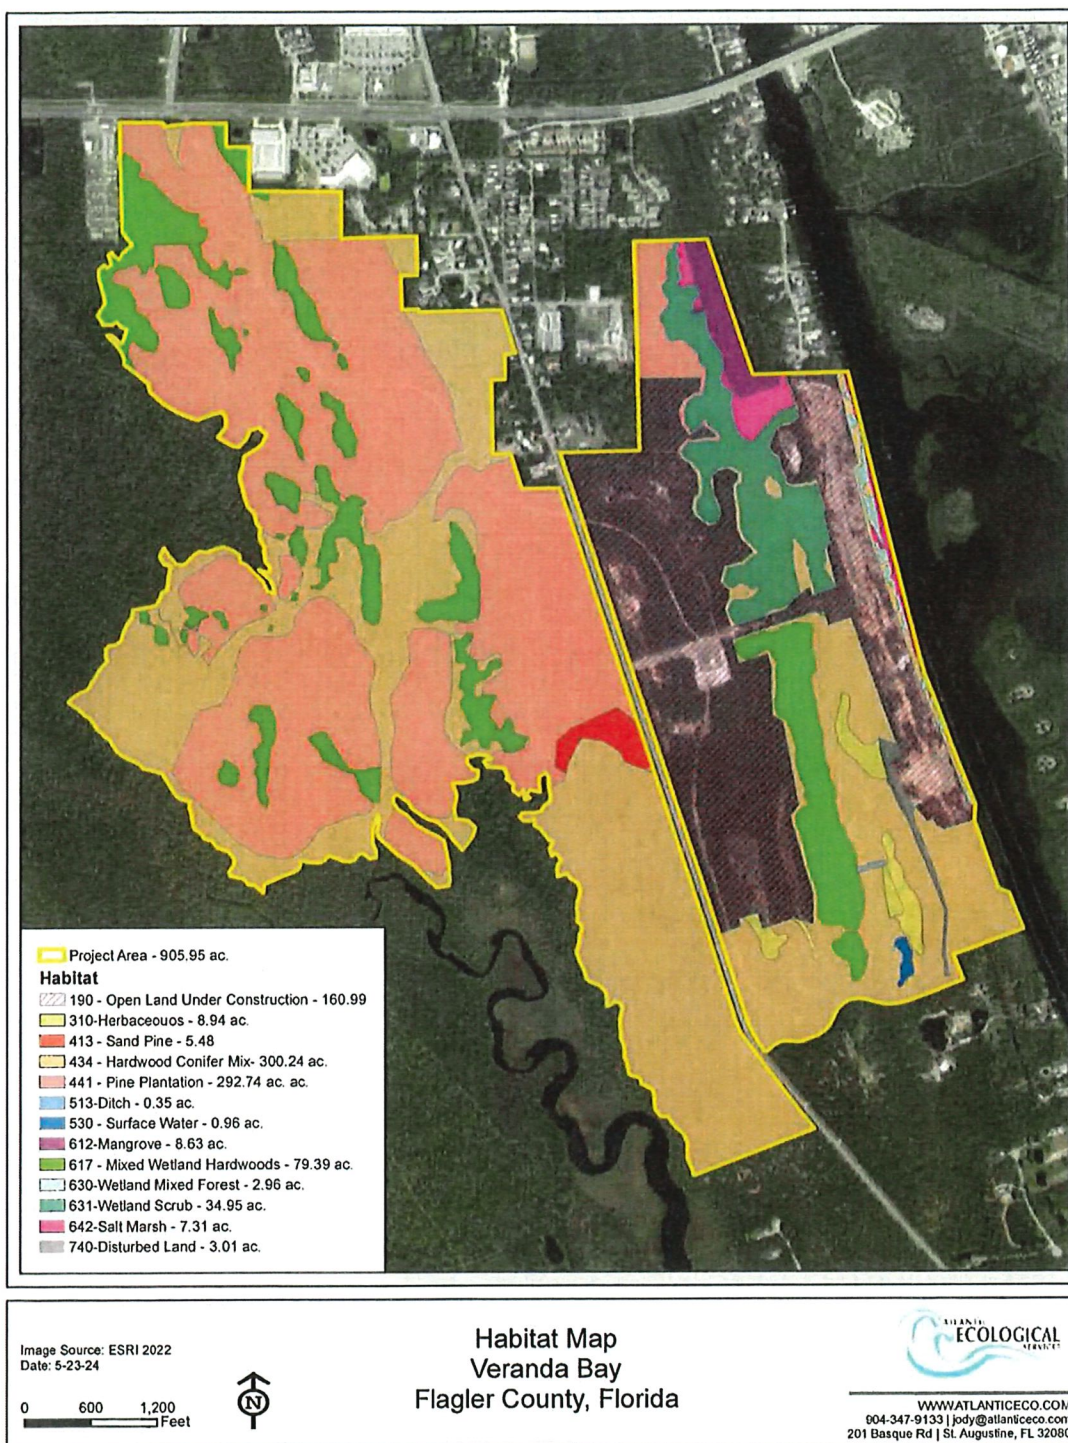 Project Area - 905.95 ac.
Habitat
190 - Open Land Under Construction - 160.99
310-Herbaceouos - 8.94 ac.
413 - Sand Pine - 5.48
434 - Hardwood Conifer Mix- 300.24 ac.
441 - Pine Plantation - 292.74 ac. ac.
513-Ditch - 0.35 ac.
530 - Surface Water - 0.96 ac.
612-Mangrove - 8.63 ac.
617 - Mixed Wetland Hardwoods - 79.39 ac.
630-Wetland Mixed Forest - 2.96 ac.
631-Wetland Scrub - 34.95 ac.
642-Salt Marsh - 7.31 ac.
740-Disturbed Land - 3.01 ac.
Image Source: ESRI 2022
Date: 5-23-24
0 600 1,200
Feet
N
Habitat Map
Veranda Bay
Flagler County, Florida
ATLANTIC
ECOLOGICAL
SERVICES
WWW.ATLANTICECO.COM
904-347-9133 | jody@atlanticeco.com
201 Basque Rd | St. Augustine, FL 32080